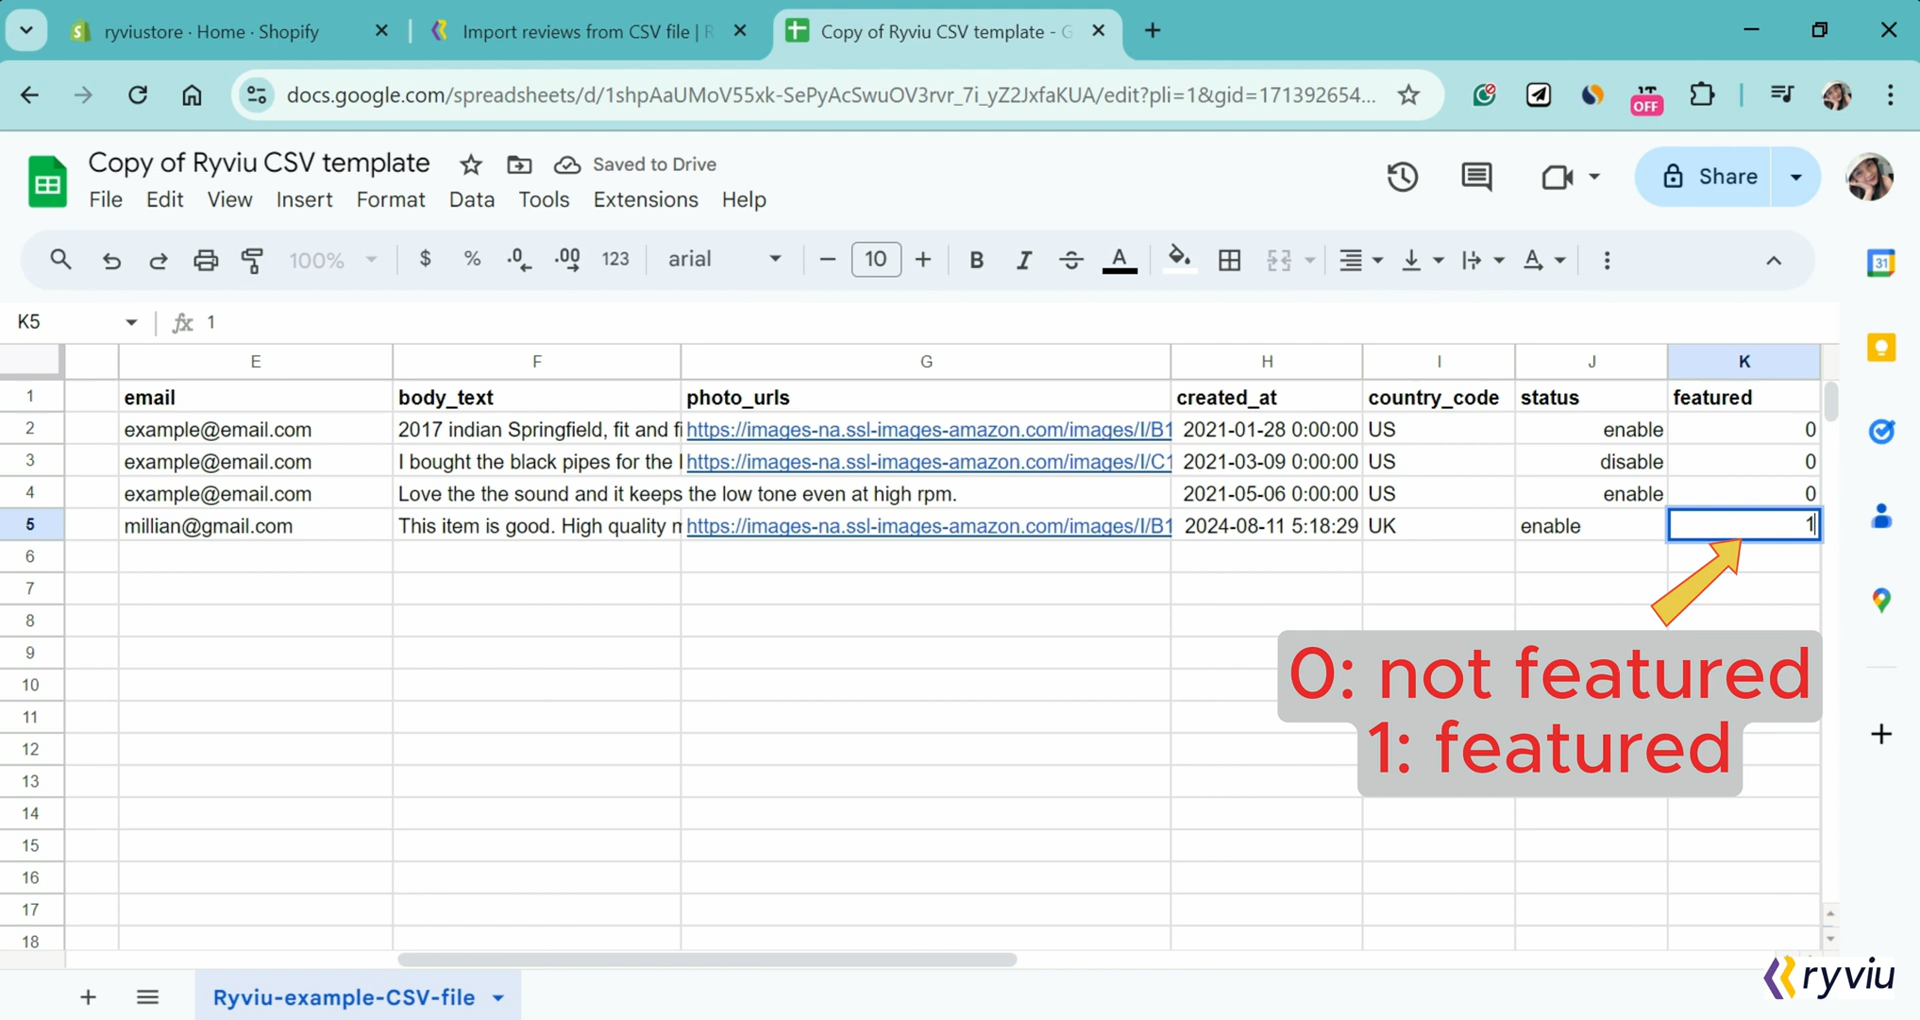 ryviustore · Home · Shopify
Import reviews from CSV file | R
Copy of Ryviu CSV template - G
docs.google.com/spreadsheets/d/1shpAaUMoV55xk-SePyAcSwuOV3rvr_7i_yZ2JxfaKUA/edit?pli=1&gid=171392654...
OFF
Copy of Ryviu CSV template
Saved to Drive
File Edit View Insert Format Data Tools Extensions Help
Share
100% $ % .0 .00 123 arial 10 B I A
31
K5 fx 1
E F G H I J K
1 email body_text photo_urls created_at country_code status featured
2 example@email.com 2017 indian Springfield, fit and fi https://images-na.ssl-images-amazon.com/images/I/B1 2021-01-28 0:00:00 US enable 0
3 example@email.com I bought the black pipes for the I https://images-na.ssl-images-amazon.com/images/I/C1 2021-03-09 0:00:00 US disable 0
4 example@email.com Love the the sound and it keeps the low tone even at high rpm. 2021-05-06 0:00:00 US enable 0
5 millian@gmail.com This item is good. High quality m https://images-na.ssl-images-amazon.com/images/I/B1 2024-08-11 5:18:29 UK enable 1
6
7
8
9
10
11
12
13
14
15
16
17
18
0: not featured
1: featured
ryviu
Ryviu-example-CSV-file